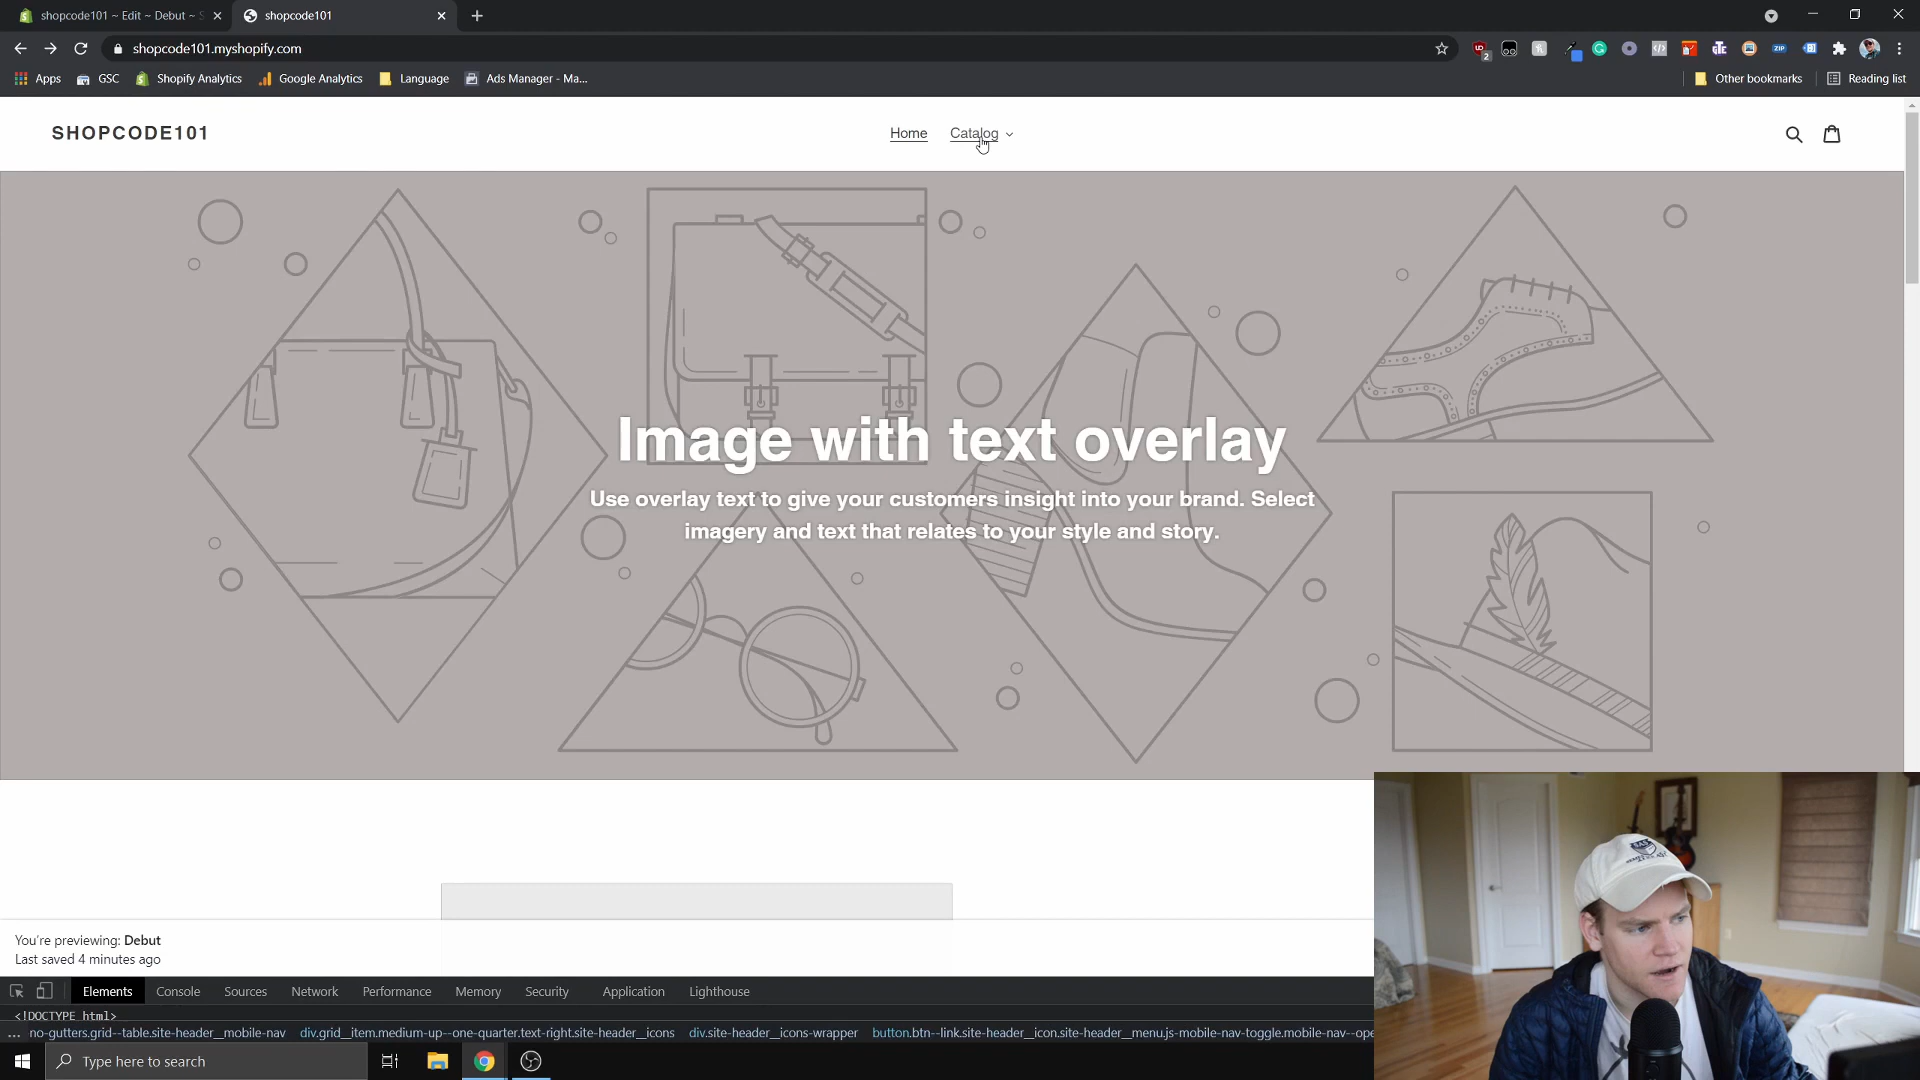 shopcode101 ~ Edit ~ Debut ~ S
shopcode101
shopcode101.myshopify.com
2
ZIP
Apps
GSC
Shopify Analytics
Google Analytics
Language
Ads Manager - Ma...
Other bookmarks
Reading list
SHOPCODE101
Home
Catalog
Image with text overlay
Use overlay text to give your customers insight into your brand. Select
imagery and text that relates to your style and story.
You're previewing: Debut
Last saved 4 minutes ago
Elements
Console
Sources
Network
Performance
Memory
Security
Application
Lighthouse
<!DOCTYPE html>
... no-gutters.grid--table.site-header__mobile-nav div.grid__item.medium-up--one-quarter.text-right.site-header__icons div.site-header__icons-wrapper button.btn--link.site-header__icon.site-header__menu.js-mobile-nav-toggle.mobile-nav--ope
Type here to search